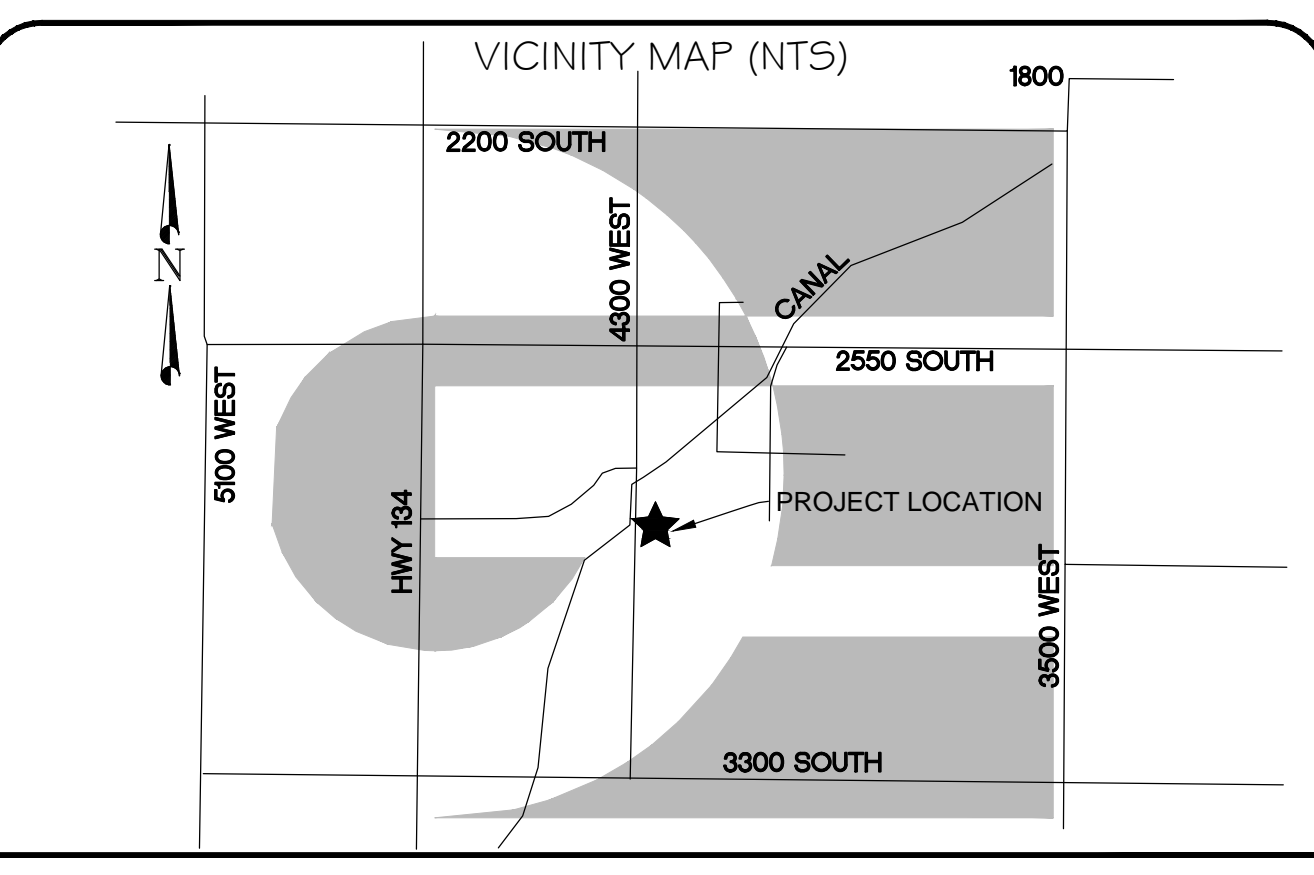 VICINITY MAP (NTS)
1800
2200 SOUTH
4300 WEST
CANAL
N
2550 SOUTH
5100 WEST
HWY 134
PROJECT LOCATION
3500 WEST
3300 SOUTH